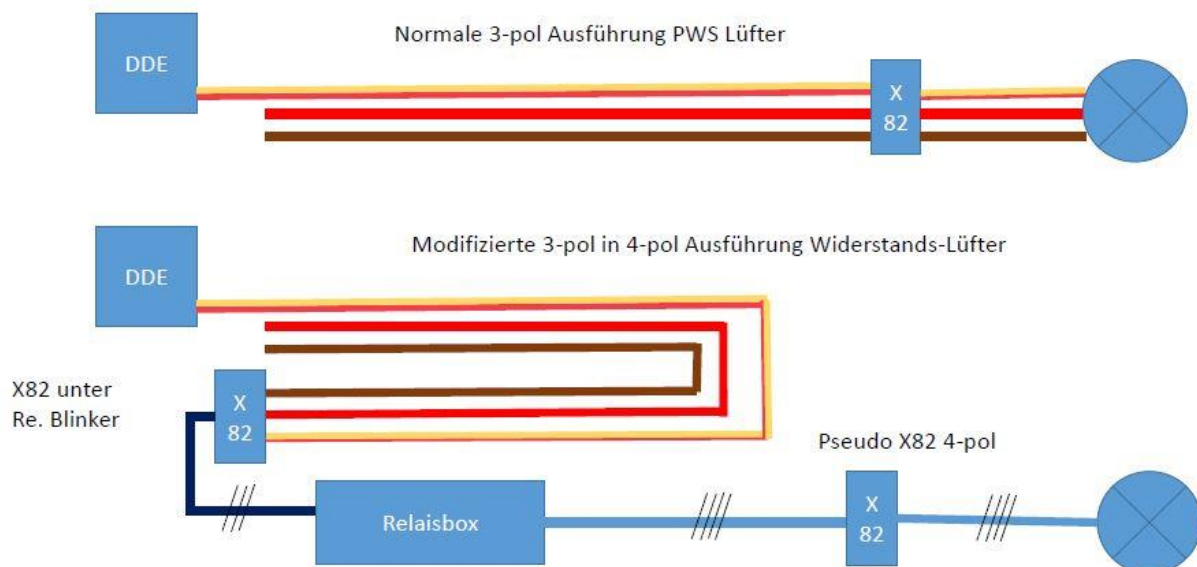 Normale 3-pol Ausführung PWS Lüfter
DDE
X
82
Modifizierte 3-pol in 4-pol Ausführung Widerstands-Lüfter
DDE
X82 unter
Re. Blinker
X
82
Pseudo X82 4-pol
Relaisbox
X
82